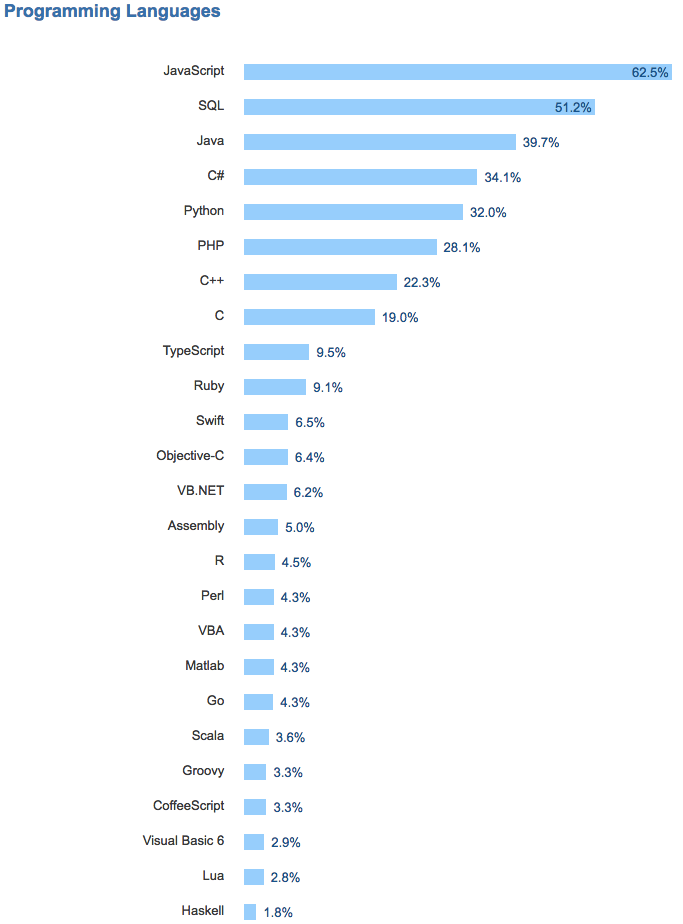 Programming Languages
JavaScript 62.5%
SQL 51.2%
Java 39.7%
C# 34.1%
Python 32.0%
PHP 28.1%
C++ 22.3%
C 19.0%
TypeScript 9.5%
Ruby 9.1%
Swift 6.5%
Objective-C 6.4%
VB.NET 6.2%
Assembly 5.0%
R 4.5%
Perl 4.3%
VBA 4.3%
Matlab 4.3%
Go 4.3%
Scala 3.6%
Groovy 3.3%
CoffeeScript 3.3%
Visual Basic 6 2.9%
Lua 2.8%
Haskell 1.8%